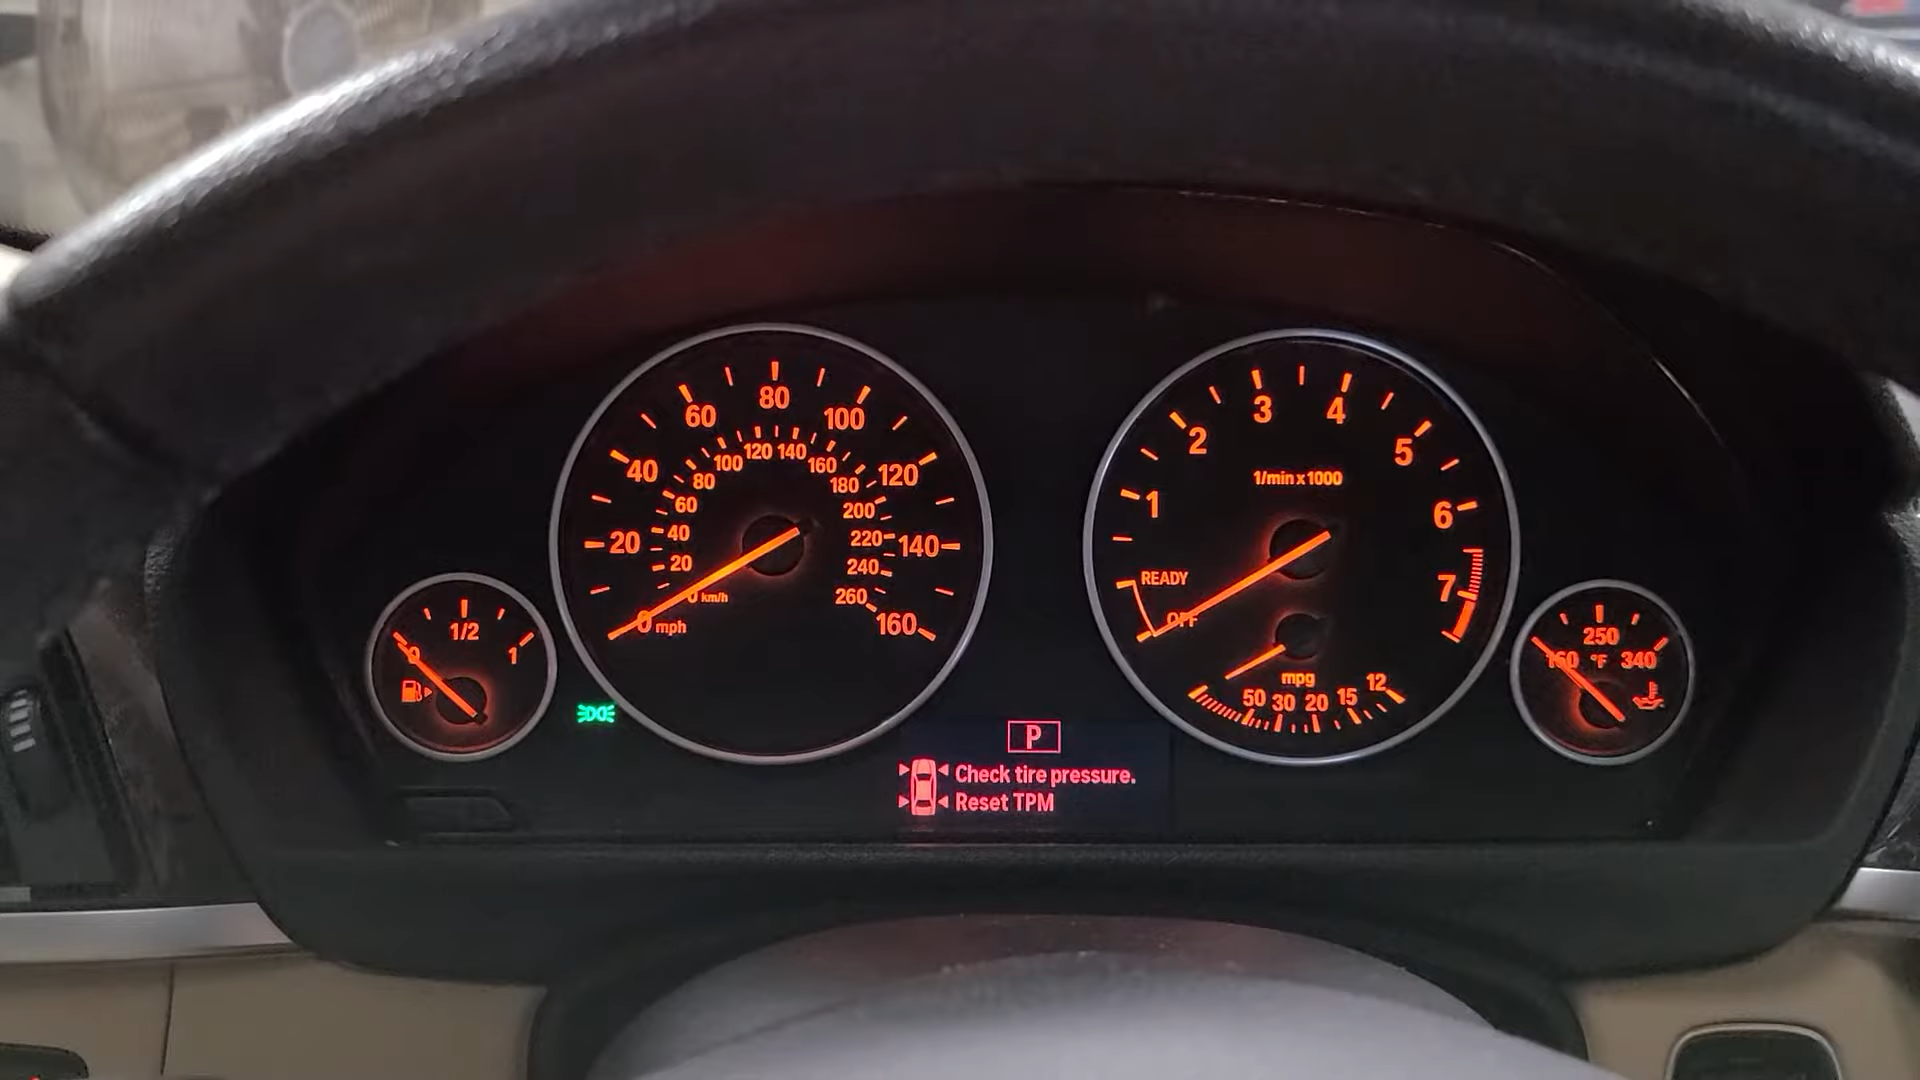 0
1/2
1
0 mph
20
40
60
80
100
120
140
160
0 km/h
20
40
60
80
100
120
140
160
180
200
220
240
260
1
2
3
4
5
6
7
1/min x 1000
READY
OFF
mpg
50 30 20 15 12
250
160 °F 340
P
Check tire pressure.
Reset TPM